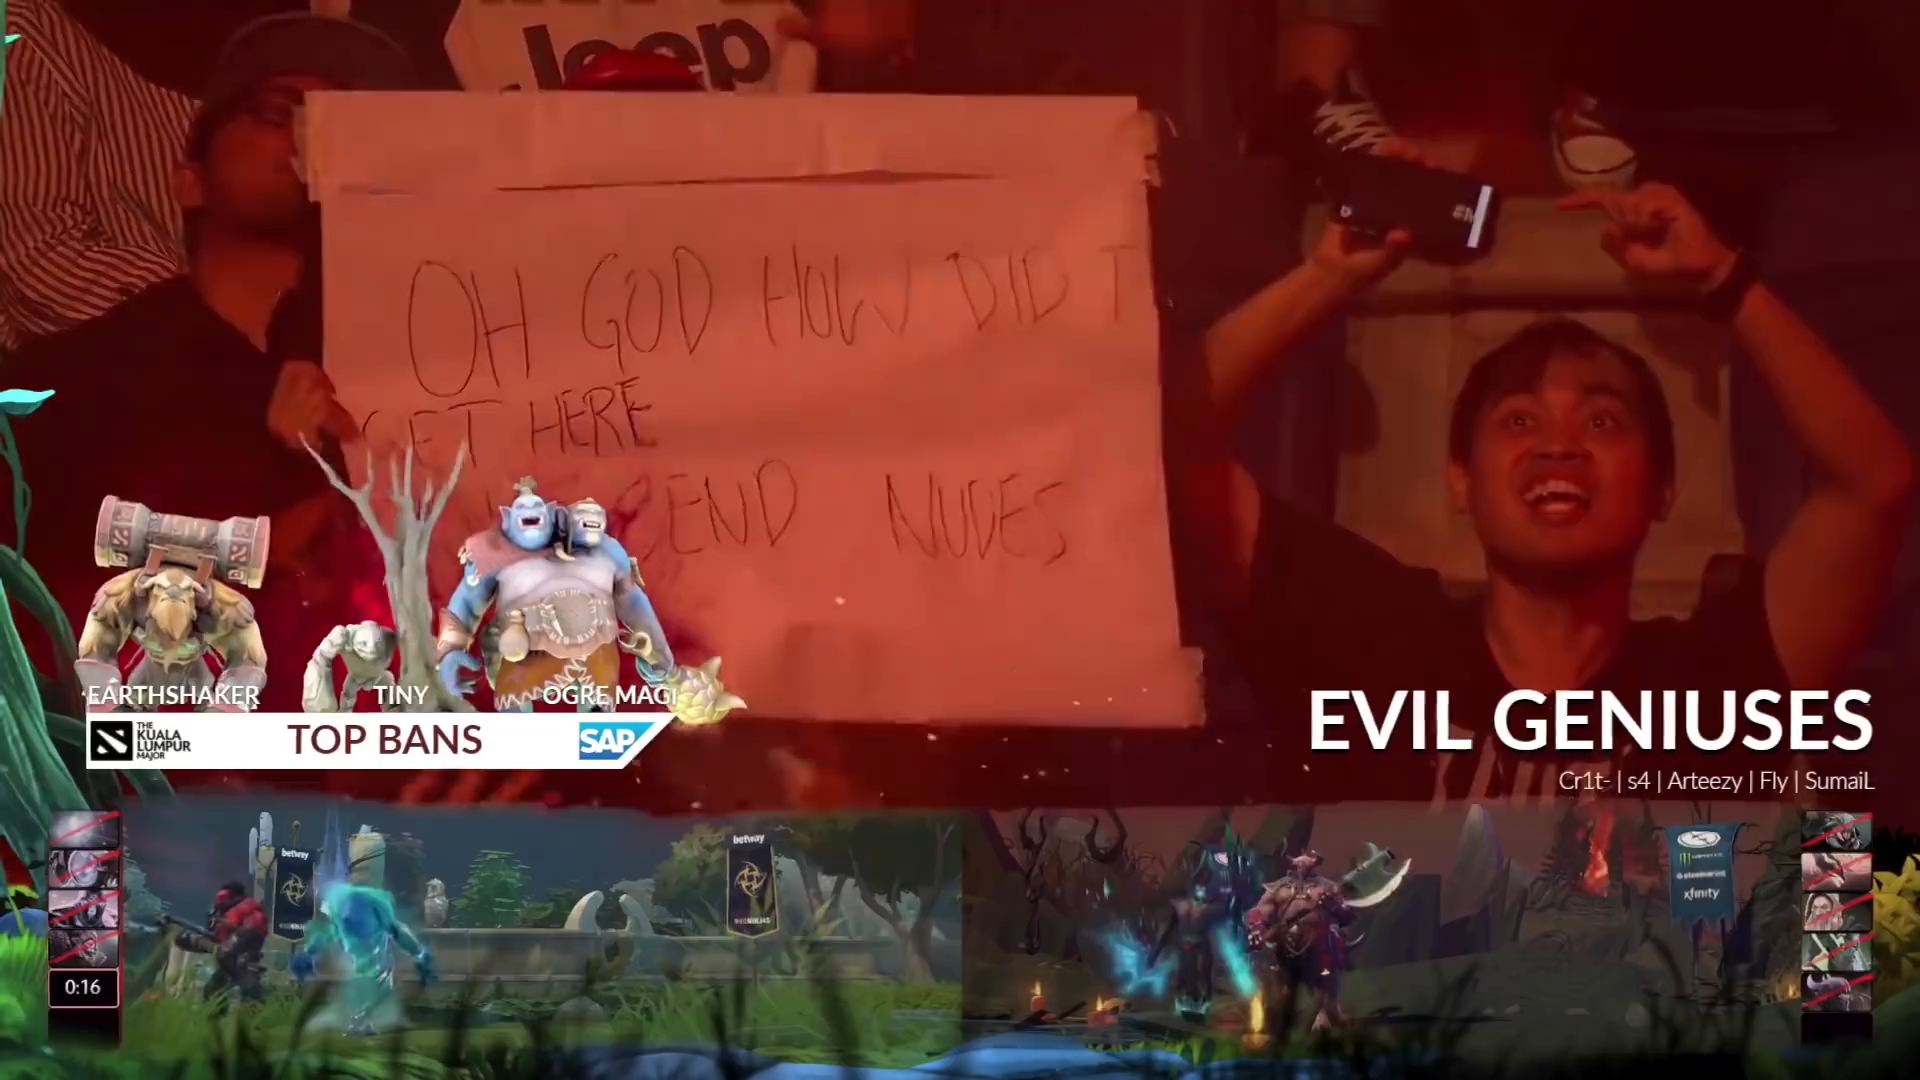 Jeep
OH GOD HOW DID I
GET HERE
SEND NUDES
EARTHSHAKER
TINY
OGRE MAGI
THE
KUALA
LUMPUR
MAJOR
TOP BANS
SAP
EVIL GENIUSES
Cr1t- | s4 | Arteezy | Fly | SumaiL
betway
betway
xfinity
0:16